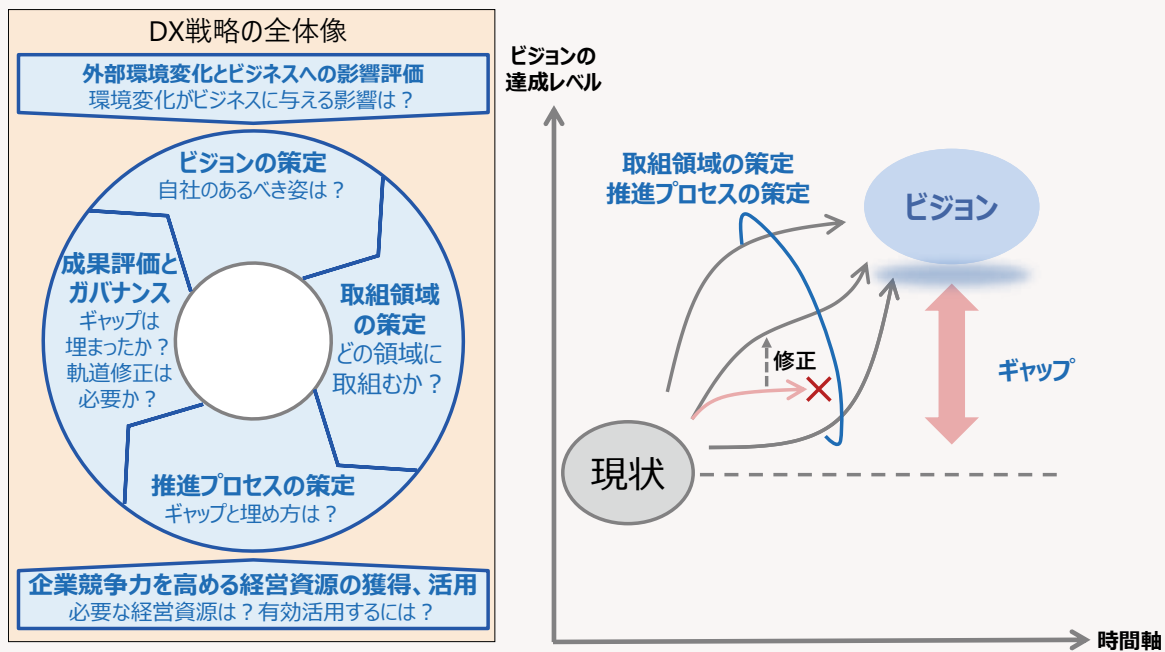 DX戦略の全体像
外部環境変化とビジネスへの影響評価
環境変化がビジネスに与える影響は？
ビジョンの策定
自社のあるべき姿は？
成果評価と
ガバナンス
ギャップは
埋まったか？
軌道修正は
必要か？
取組領域
の策定
どの領域に
取組むか？
推進プロセスの策定
ギャップと埋め方は？
企業競争力を高める経営資源の獲得、活用
必要な経営資源は？有効活用するには？
ビジョンの
達成レベル
取組領域の策定
推進プロセスの策定
ビジョン
修正
ギャップ
現状
時間軸